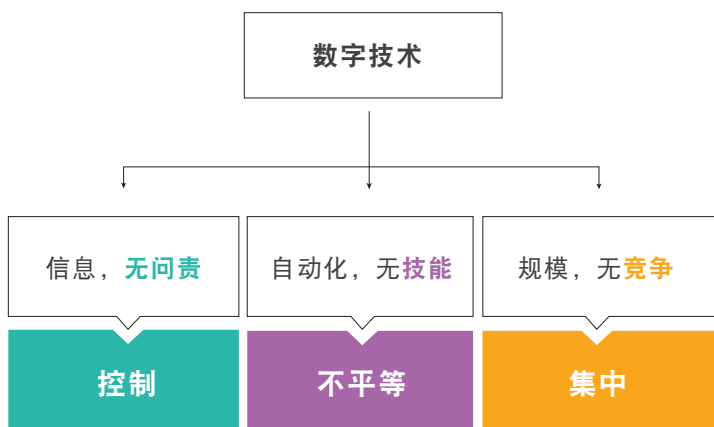 数字技术
信息，无问责
自动化，无技能
规模，无竞争
控制
不平等
集中